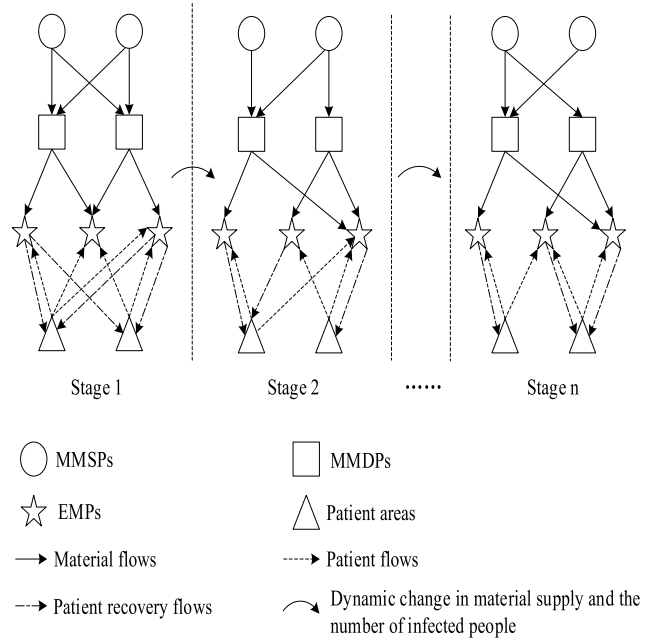 Stage 1
Stage 2
......
Stage n
MMSPs
MMDPs
EMPs
Patient areas
Material flows
Patient flows
Patient recovery flows
Dynamic change in material supply and the
number of infected people